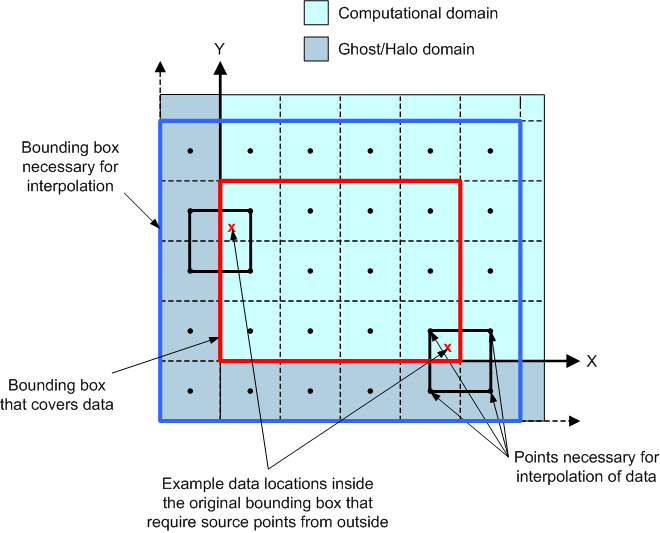 Computational domain
Ghost/Halo domain
Y
Bounding box
necessary for
interpolation
x
x
X
Bounding box
that covers data
Points necessary for
interpolation of data
Example data locations inside
the original bounding box that
require source points from outside